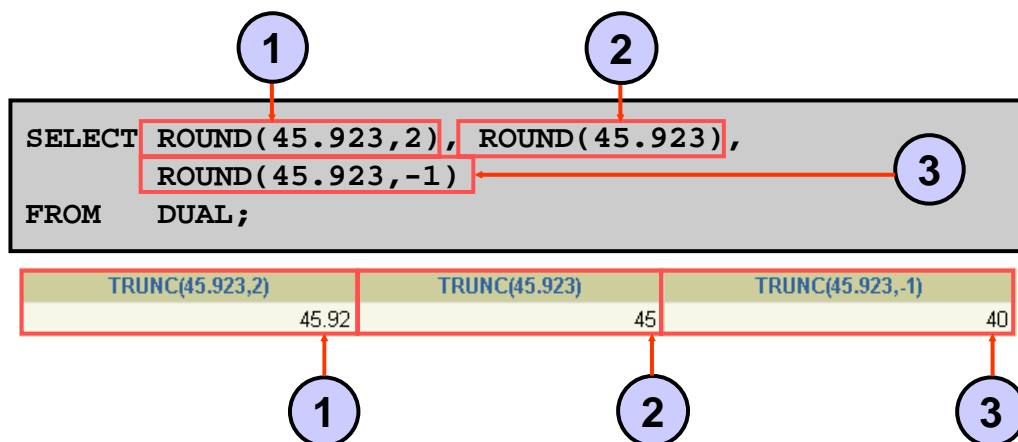 1 2
SELECT ROUND(45.923,2), ROUND(45.923),
ROUND(45.923,-1) 3
FROM DUAL;
TRUNC(45.923,2) TRUNC(45.923) TRUNC(45.923,-1)
45.92 45 40
1 2 3